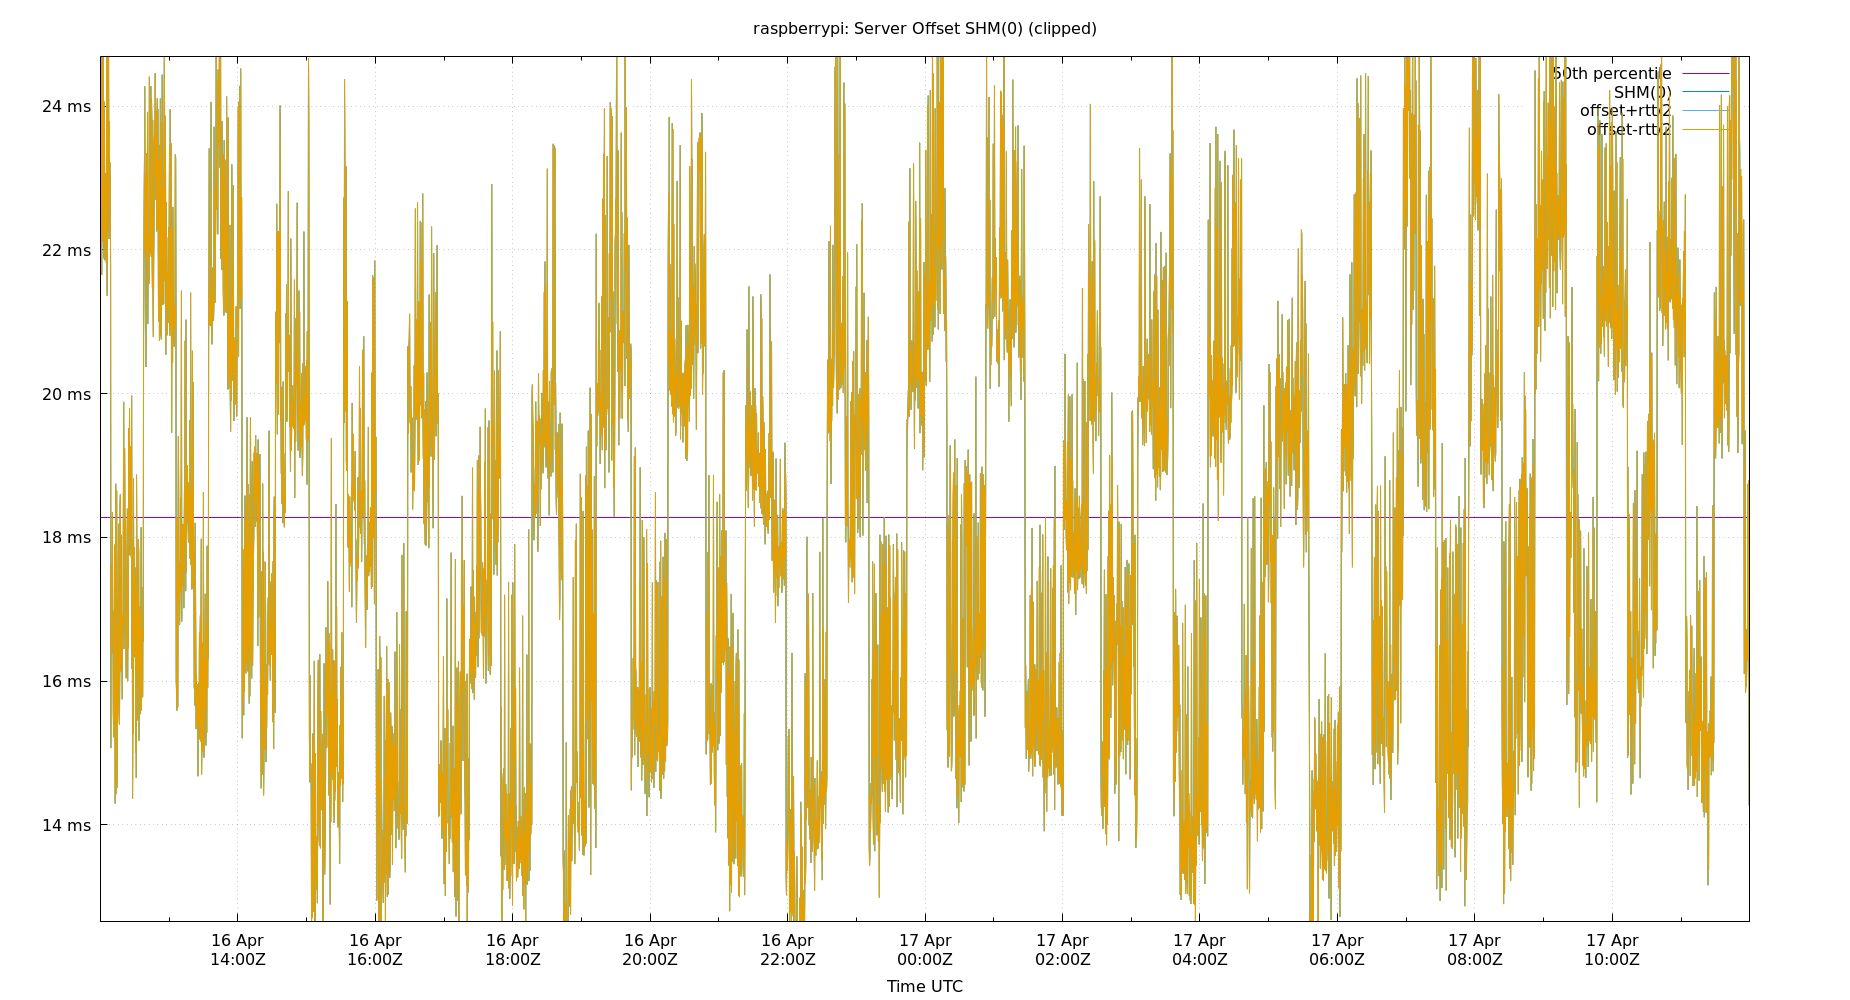 raspberrypi: Server Offset SHM(0) (clipped)
50th percentile
SHM(0)
offset+rtt/2
offset-rtt/2
24 ms
22 ms
20 ms
18 ms
16 ms
14 ms
16 Apr 16 Apr 16 Apr 16 Apr 16 Apr 17 Apr 17 Apr 17 Apr 17 Apr 17 Apr 17 Apr
14:00Z 16:00Z 18:00Z 20:00Z 22:00Z 00:00Z 02:00Z 04:00Z 06:00Z 08:00Z 10:00Z
Time UTC